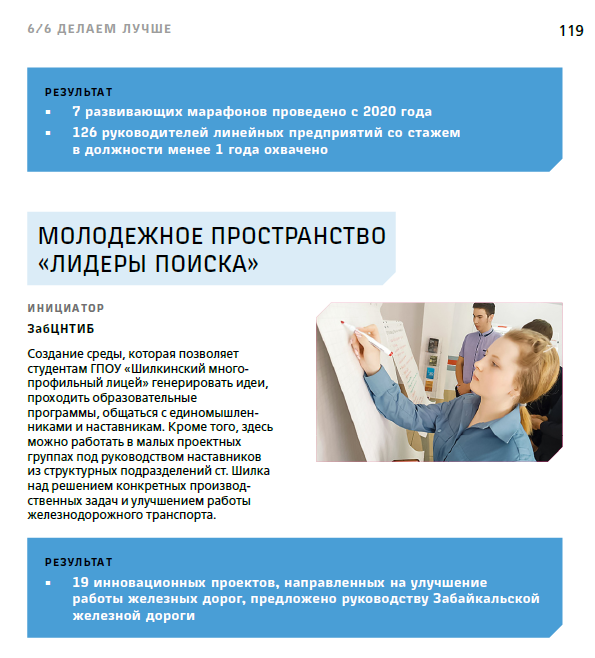 6/6 ДЕЛАЕМ ЛУЧШЕ
119
РЕЗУЛЬТАТ
▪ 7 развивающих марафонов проведено с 2020 года
▪ 126 руководителей линейных предприятий со стажем
в должности менее 1 года охвачено
МОЛОДЕЖНОЕ ПРОСТРАНСТВО
«ЛИДЕРЫ ПОИСКА»
ИНИЦИАТОР
ЗабЦНТИБ
Создание среды, которая позволяет
студентам ГПОУ «Шилкинский много-
профильный лицей» генерировать идеи,
проходить образовательные
программы, общаться с единомышлен-
никами и наставникам. Кроме того, здесь
можно работать в малых проектных
группах под руководством наставников
из структурных подразделений ст. Шилка
над решением конкретных производ-
ственных задач и улучшением работы
железнодорожного транспорта.
РЕЗУЛЬТАТ
▪ 19 инновационных проектов, направленных на улучшение
работы железных дорог, предложено руководству Забайкальской
железной дороги